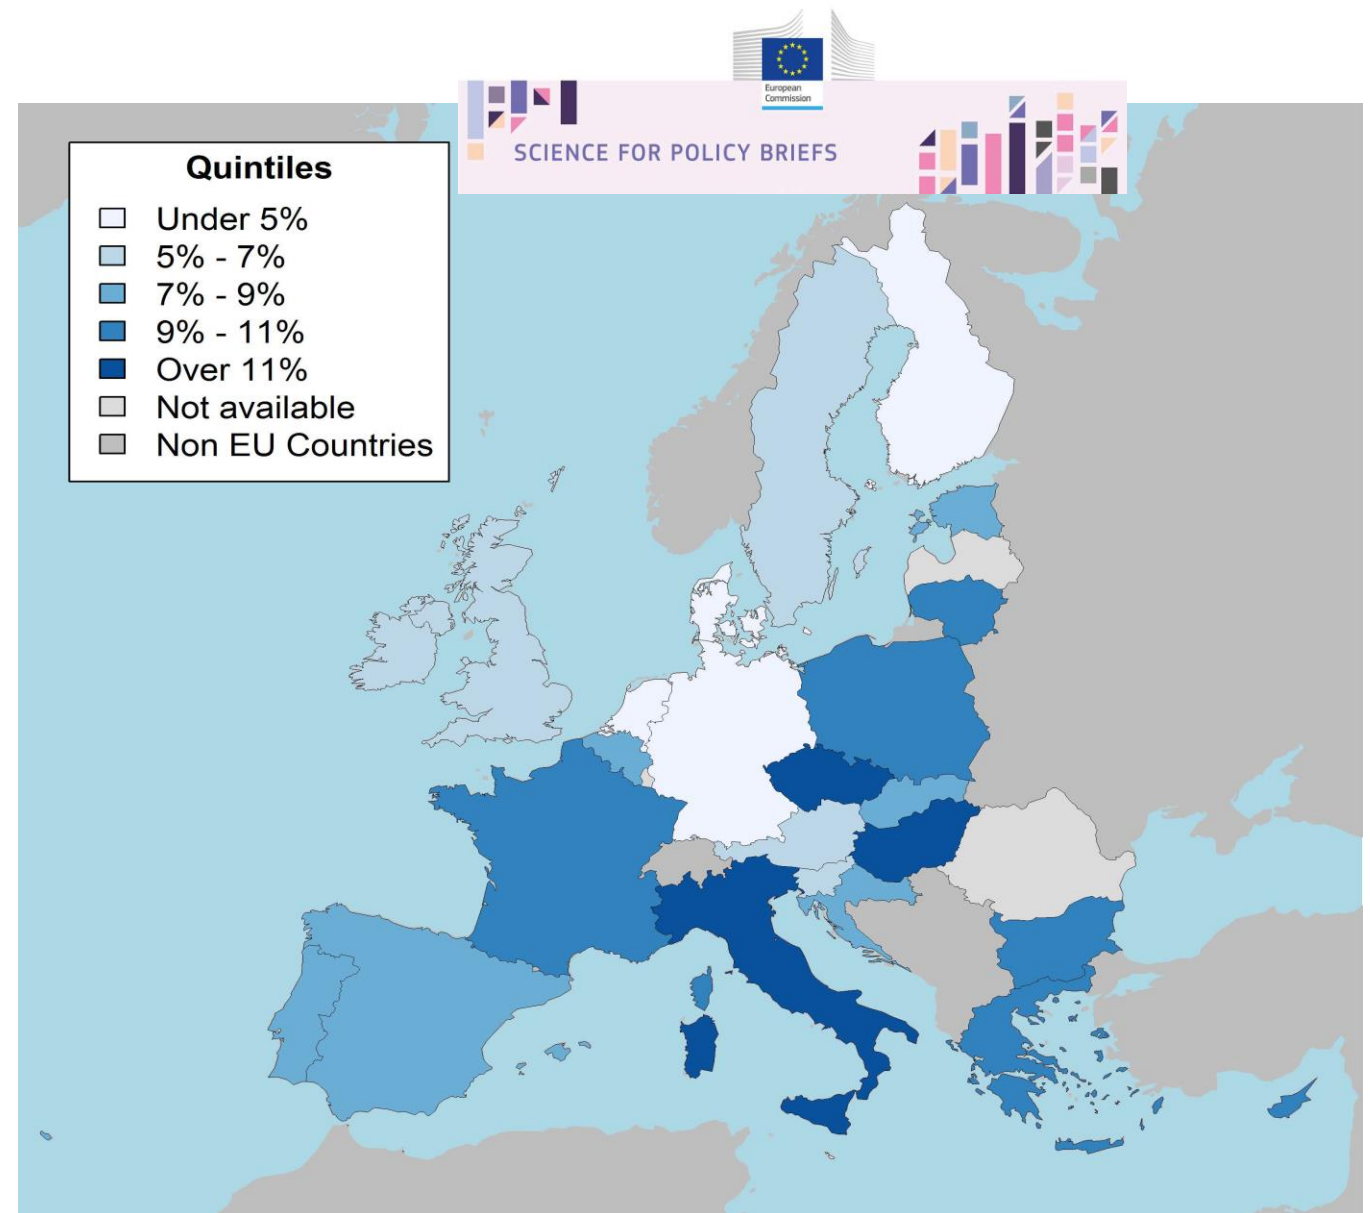 European
Commission
SCIENCE FOR POLICY BRIEFS
Quintiles
Under 5%
5% - 7%
7% - 9%
9% - 11%
Over 11%
Not available
Non EU Countries